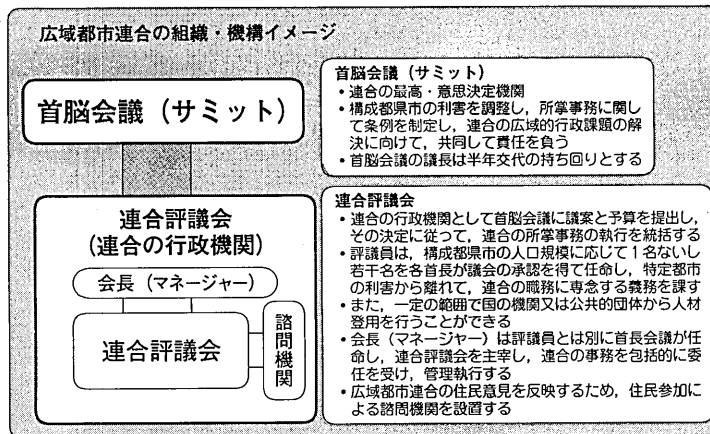 広域都市連合の組織・機構イメージ
首脳会議（サミット）
首脳会議（サミット）
・連合の最高・意思決定機関
・構成都県市の利害を調整し，所掌事務に関し
て条例を制定し，連合の広域的行政課題の解
決に向けて，共同して責任を負う
・首脳会議の議長は半年交代の持ち回りとする
連合評議会
（連合の行政機関）
会長（マネージャー）
連合評議会
諮問機関
連合評議会
・連合の行政機関として首脳会議に議案と予算を提出し，
その決定に従って，連合の所掌事務の執行を統括する
・評議員は，構成都県市の人口規模に応じて１名ないし
若干名を各首長が議会の承認を得て任命し，特定都市
の利害から離れて，連合の職務に専念する義務を課す
・また，一定の範囲で国の機関又は公共的団体から人材
登用を行うことができる
・会長（マネージャー）は評議員とは別に首長会議が任
命し，連合評議会を主宰し，連合の事務を包括的に委
任を受け，管理執行する
・広域都市連合の住民意見を反映するため，住民参加に
よる諮問機関を設置する